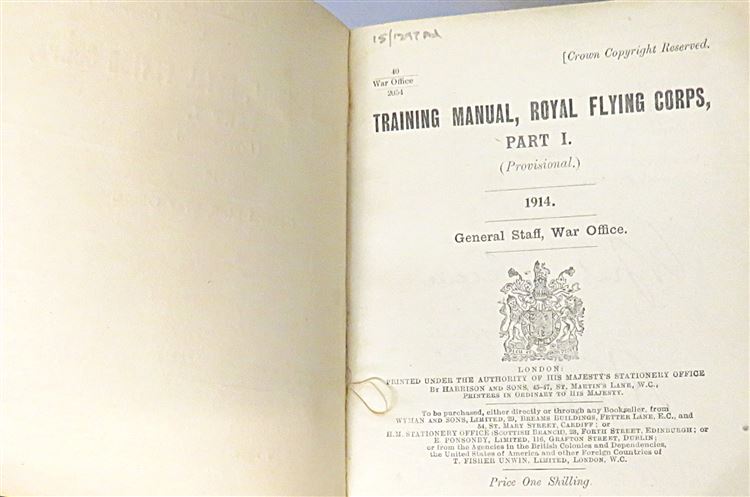 [Crown Copyright Reserved.
40
War Office
2054
TRAINING MANUAL, ROYAL FLYING CORPS,
PART I.
(Provisional.)
1914.
General Staff, War Office.
LONDON:
PRINTED UNDER THE AUTHORITY OF HIS MAJESTY'S STATIONERY OFFICE
BY HARRISON AND SONS, 45-47, ST. MARTIN'S LANE, W.C.,
PRINTERS IN ORDINARY TO HIS MAJESTY.
To be purchased, either directly or through any Bookseller, from
WYMAN AND SONS, LIMITED, 29, BREAMS BUILDINGS, FETTER LANE, E.C., and
54, ST. MARY STREET, CARDIFF; or
H.M. STATIONERY OFFICE (SCOTTISH BRANCH), 23, FORTH STREET, EDINBURGH; or
E. PONSONBY, LIMITED, 116, GRAFTON STREET, DUBLIN;
or from the Agencies in the British Colonies and Dependencies,
the United States of America and other Foreign Countries of
T. FISHER UNWIN, LIMITED, LONDON, W.C.
Price One Shilling.